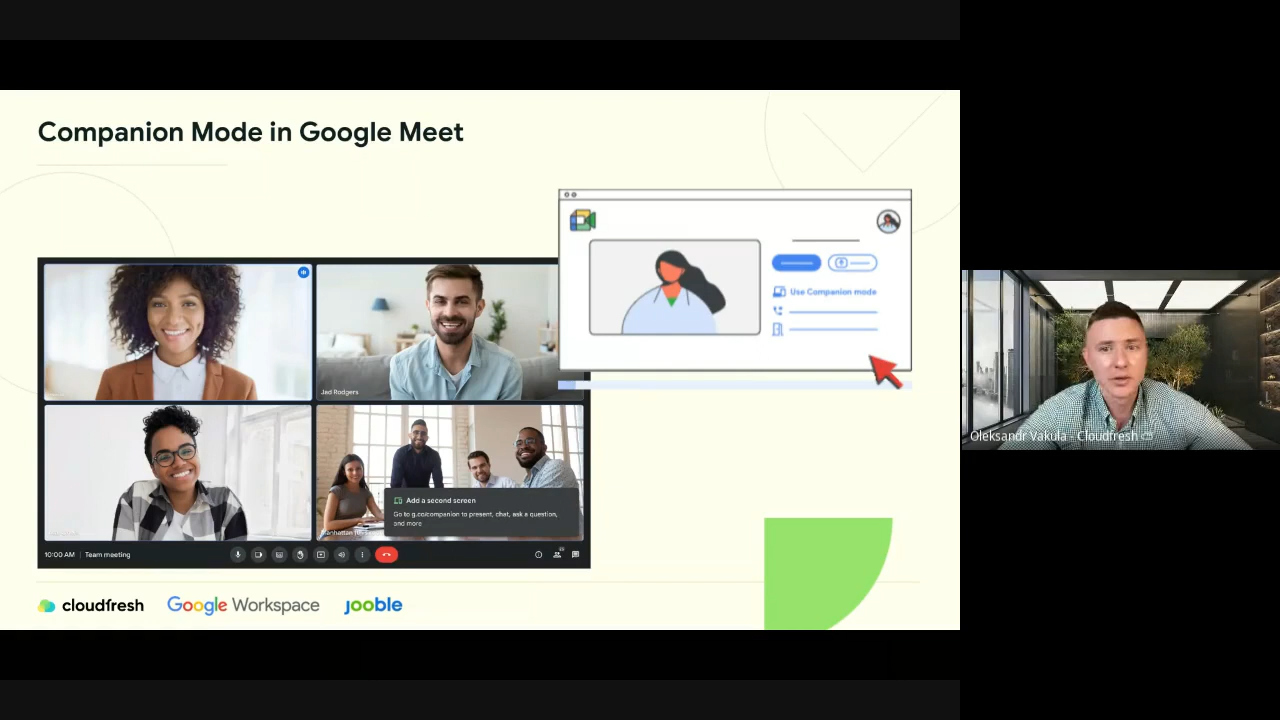 Companion Mode in Google Meet
Use Companion mode
Jad Rodgers
Add a second screen
Go to g.co/companion to present, chat, ask a question,
and more
10:00 AM | Team meeting
cloudfresh
Google Workspace
jooble
Oleksandr Vakula - Cloudfresh